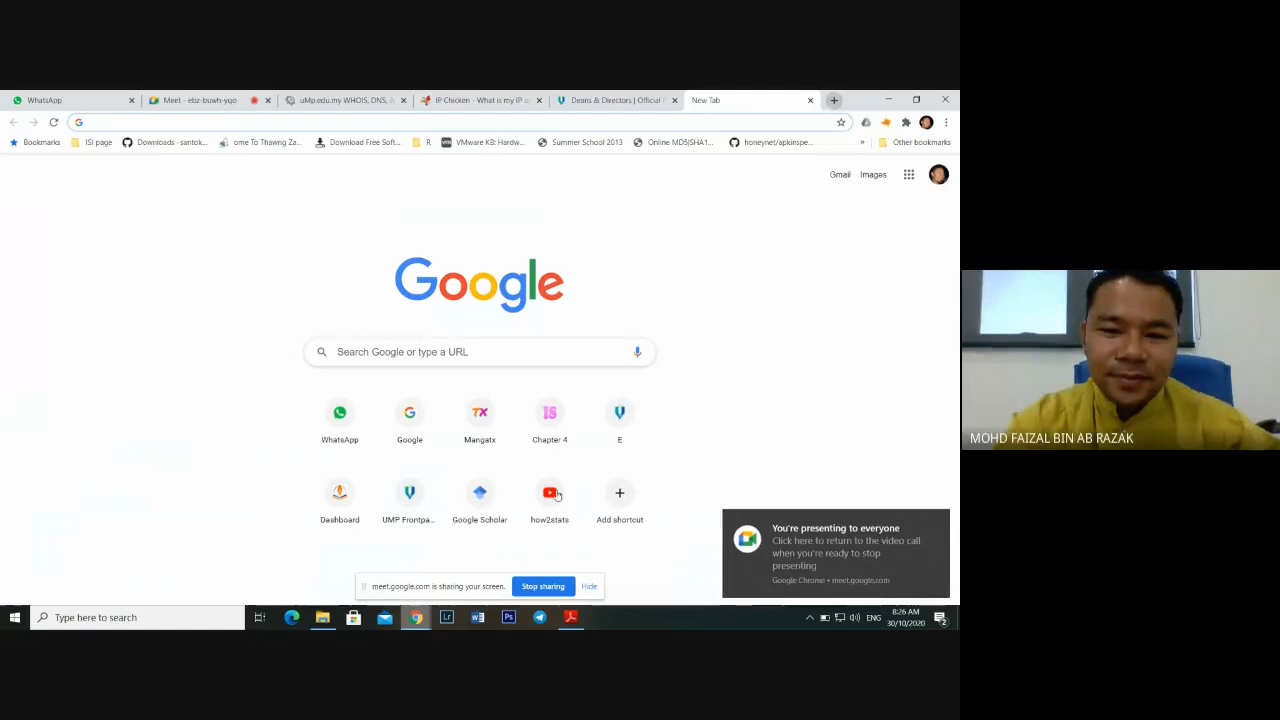 WhatsApp
Meet – ebz-buwh-yqo
uMp.edu.my WHOIS, DNS, &
IP Chicken - What is my IP a
Deans & Directors | Official
New Tab
Bookmarks
ISI page
Downloads · santok...
ome To Thawng Za...
Download Free Soft...
R
VMware KB: Hardw...
Summer School 2013
Online MD5|SHA1...
honeynet/apkinspe...
»
Other bookmarks
Gmail
Images
Google
Search Google or type a URL
WhatsApp
Google
Mangatx
Chapter 4
E
Dashboard
UMP Frontpa...
Google Scholar
how2stats
Add shortcut
MOHD FAIZAL BIN AB RAZAK
You're presenting to everyone
Click here to return to the video call
when you're ready to stop
presenting
Google Chrome • meet.google.com
meet.google.com is sharing your screen.
Stop sharing
Hide
Type here to search
ENG
8:26 AM
30/10/2020